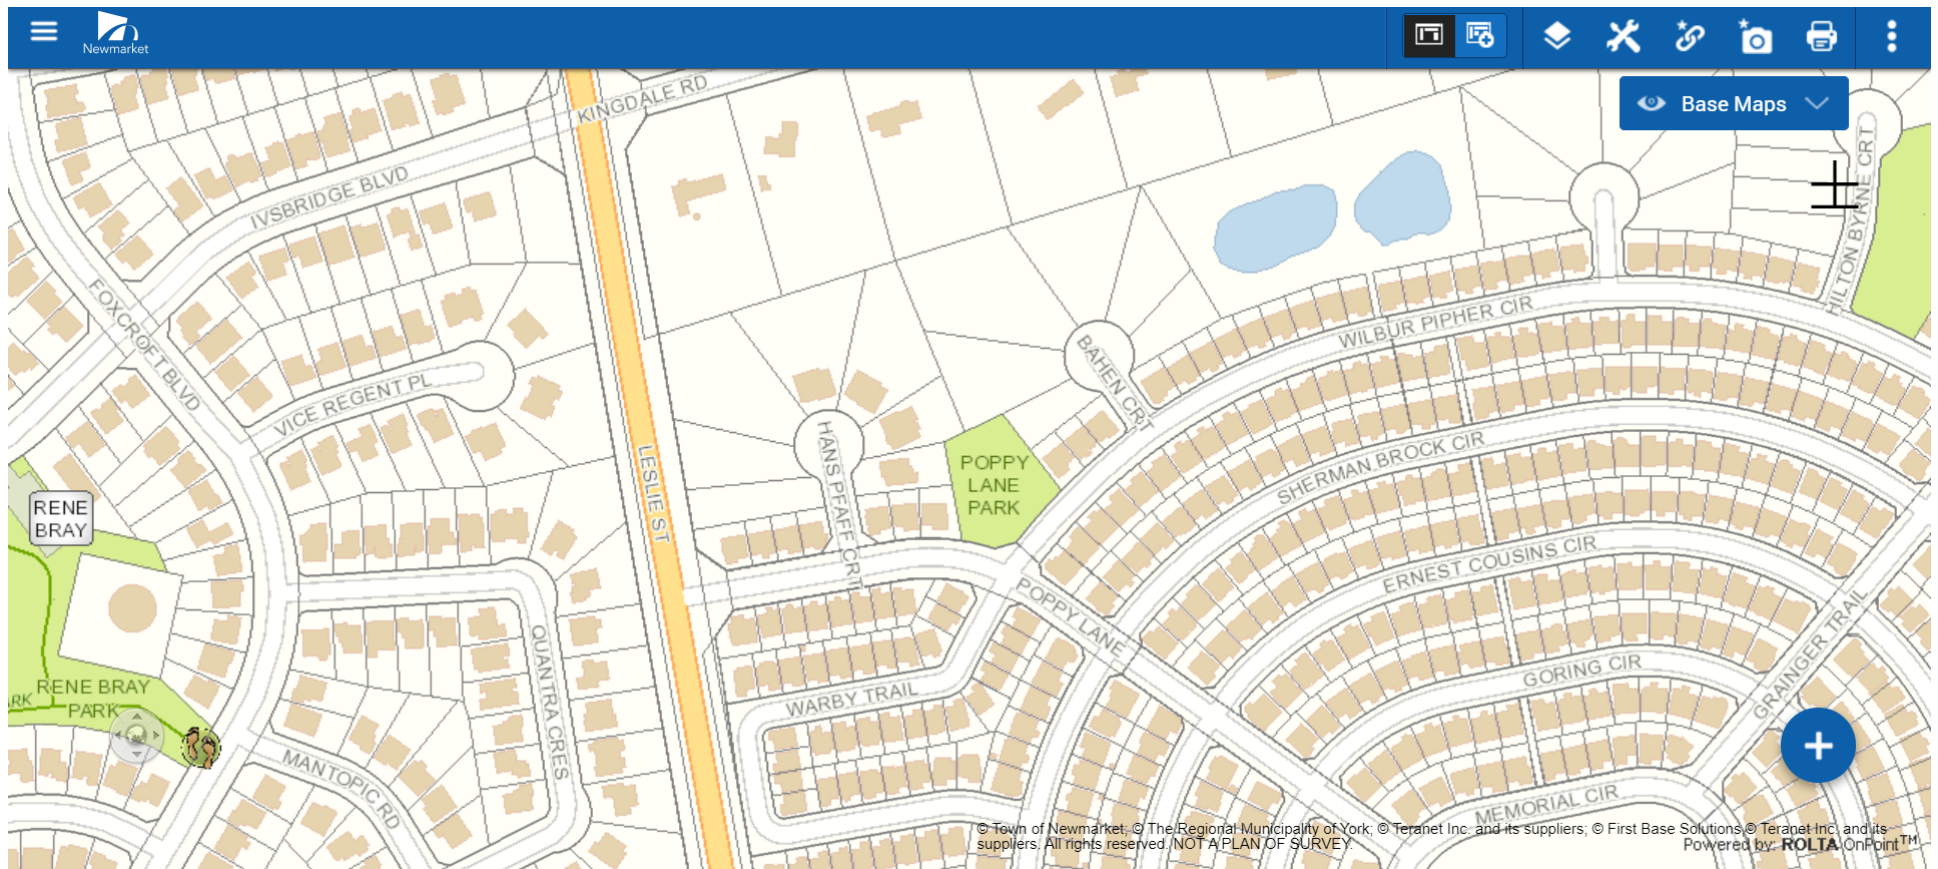 Newmarket
Base Maps
KINGDALE RD
IVSBRIDGE BLVD
HILTON BYRNE CRT
FOXCROFT BLVD
WILBUR PIPHER CIR
BAHEN CRT
VICE REGENT PL
HANS PFAFF CRT
LESLIE ST
POPPY
LANE
PARK
SHERMAN BROCK CIR
RENE
BRAY
ERNEST COUSINS CIR
POPPY LANE
GRAINGER TRAIL
QUANTRA CRES
GORING CIR
RENE BRAY
PARK
ARK
WARBY TRAIL
MANTOPIC RD
MEMORIAL CIR
© Town of Newmarket; © The Regional Municipality of York; © Teranet Inc. and its suppliers; © First Base Solutions © Teranet Inc. and its
suppliers. All rights reserved. NOT A PLAN OF SURVEY.
Powered by: ROLTA OnPoint™